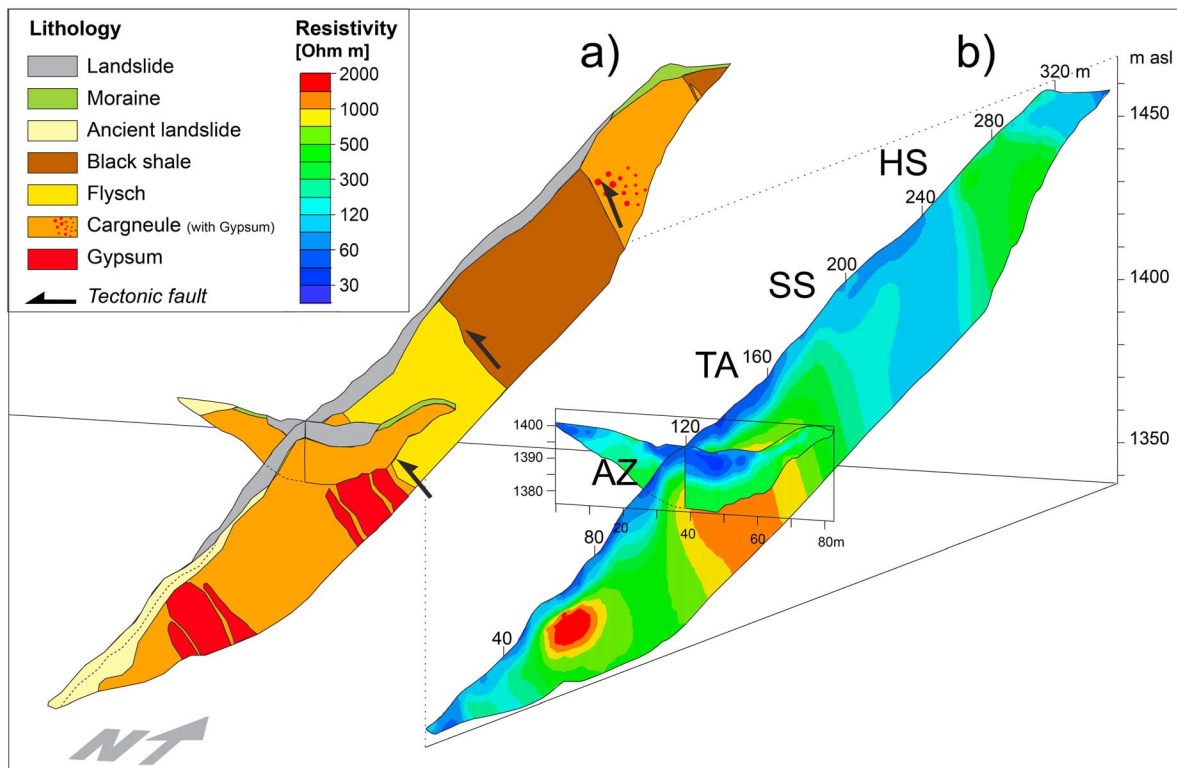 Lithology
Landslide
Moraine
Ancient landslide
Black shale
Flysch
Cargneule (with Gypsum)
Gypsum
Tectonic fault
Resistivity
[Ohm m]
2000
1000
500
300
120
60
30
a)
b)
m asl
320 m
280
HS
240
SS
200
TA
160
120
AZ
80
40
1450
1400
1350
1400
1390
1380
20
40
60
80m
N